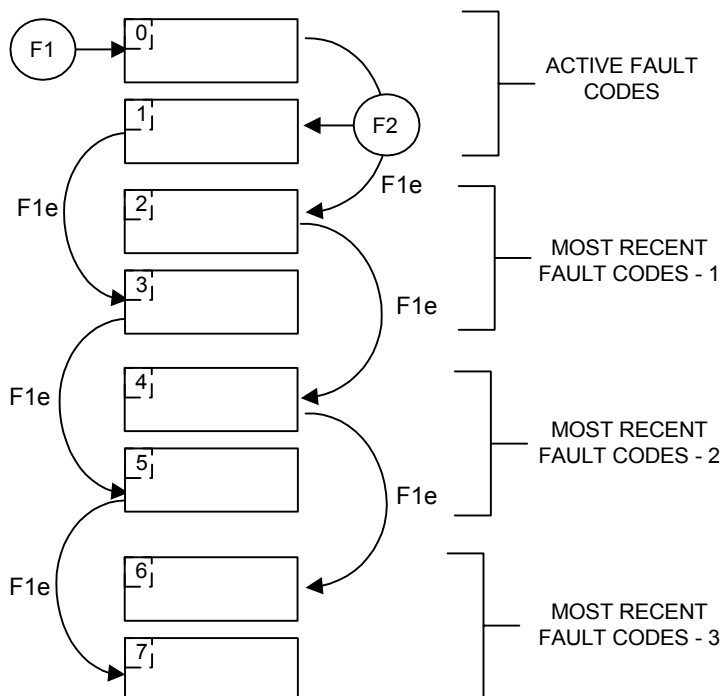 F1
0
ACTIVE FAULT
CODES
1
F2
F1e
F1e
2
MOST RECENT
FAULT CODES - 1
3
F1e
F1e
4
MOST RECENT
FAULT CODES - 2
5
F1e
F1e
6
MOST RECENT
FAULT CODES - 3
7